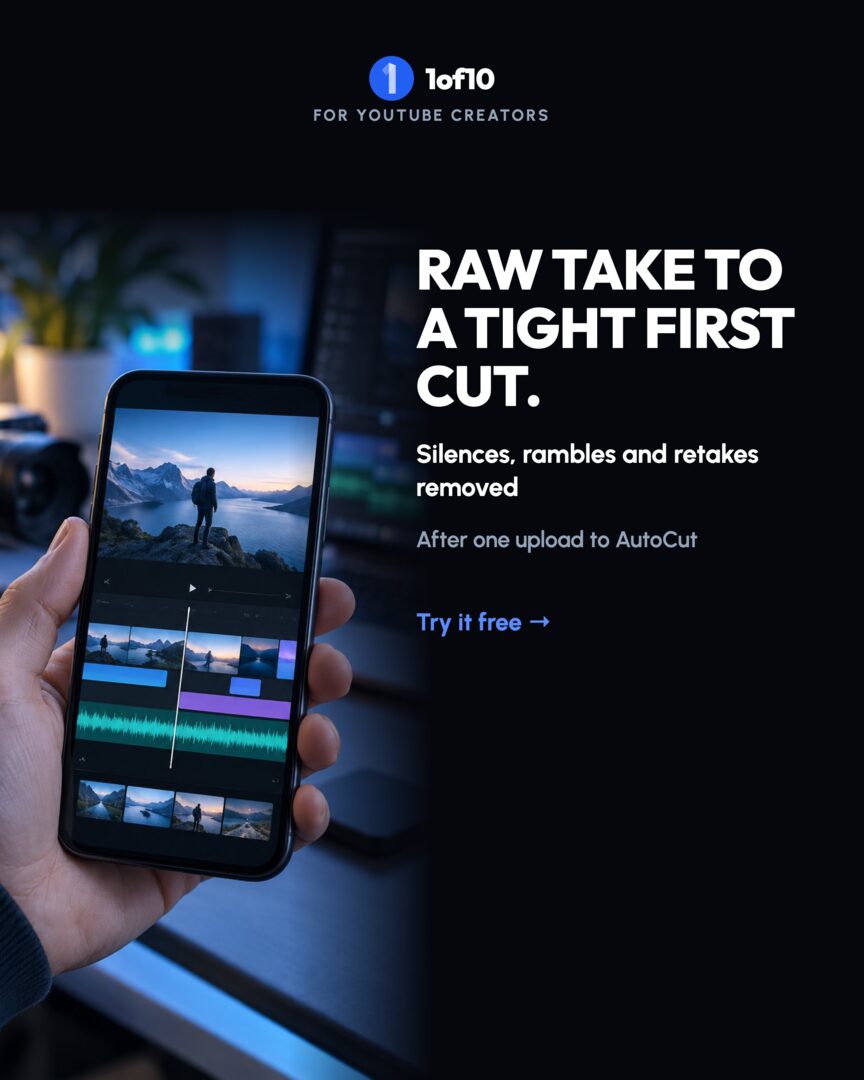 1of10
FOR YOUTUBE CREATORS
RAW TAKE TO
A TIGHT FIRST
CUT.
Silences, rambles and retakes
removed
After one upload to AutoCut
Try it free →